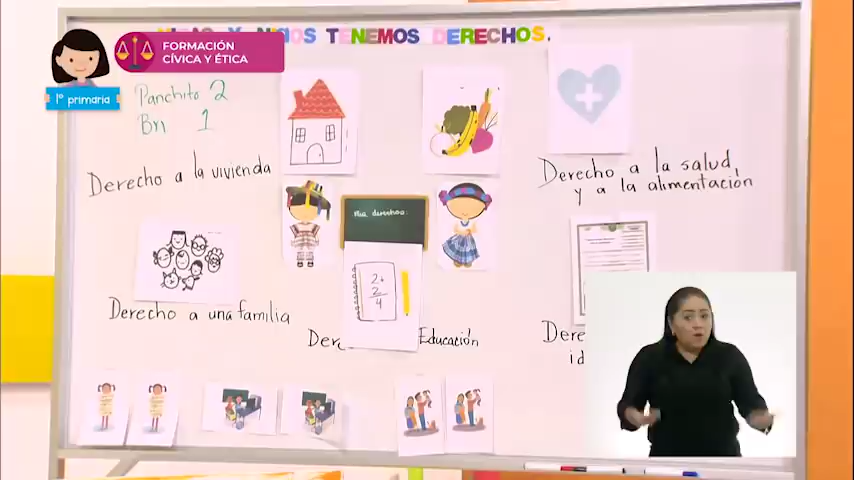 TENEMOS DERECHOS.
FORMACIÓN
CÍVICA Y ÉTICA
1° primaria
Panchito 2
Bri 1
Derecho a la vivienda
Derecho a la salud
y a la alimentación
Mis derechos:
2+
2
4
Derecho a una familia
Educación